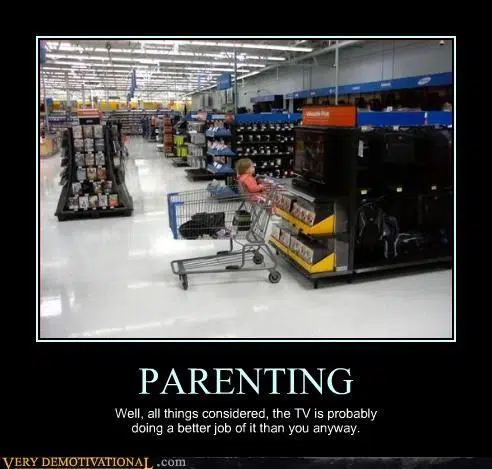 SAMSUNG
PARENTING
Well, all things considered, the TV is probably
doing a better job of it than you anyway.
VERY DEMOTIVATIONAL.com